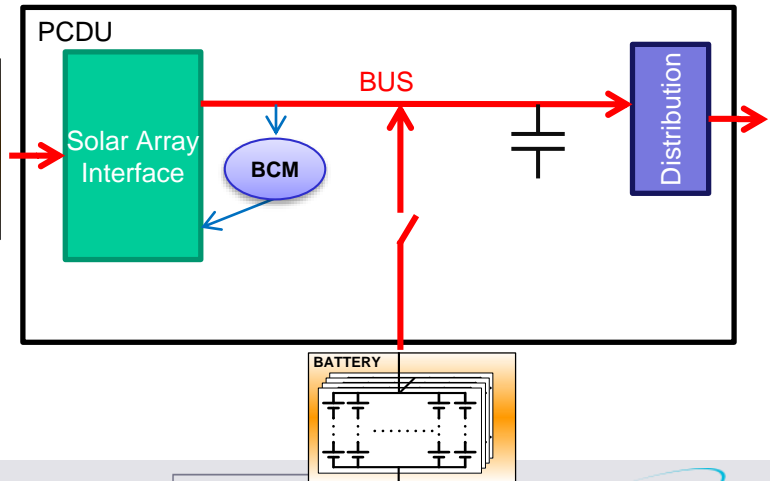 PCDU
BUS
Solar Array
Interface
BCM
Distribution
BATTERY